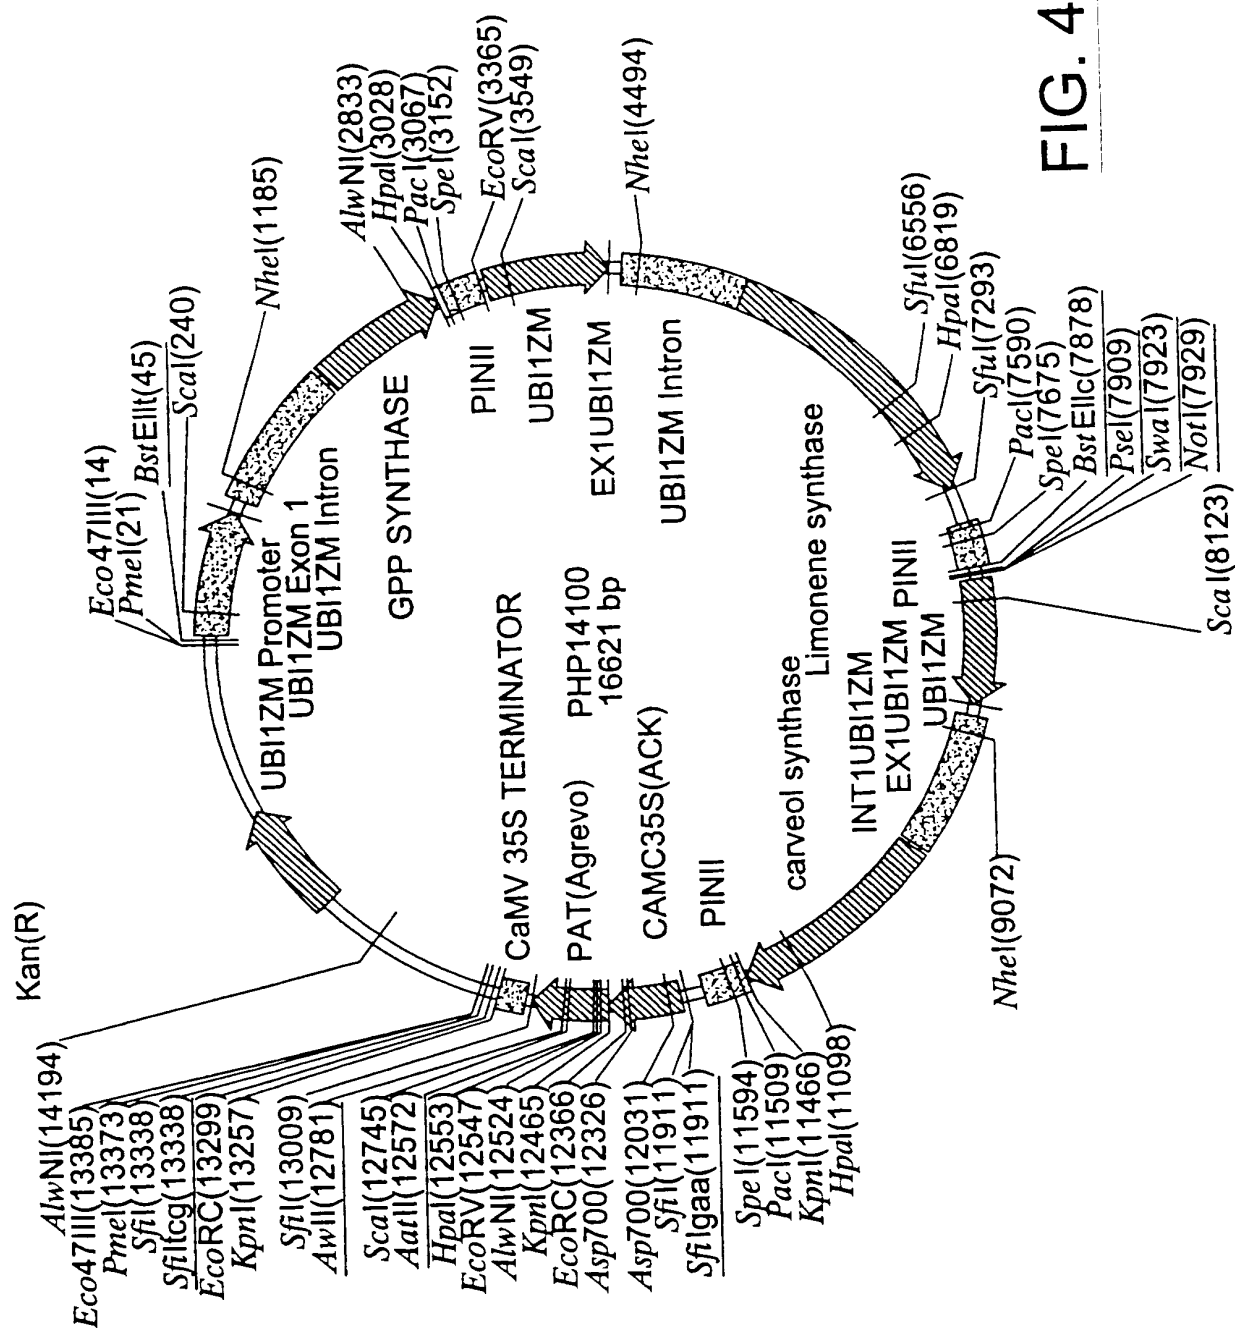 Kan(R)
AlwNI(14194)
Eco47III(13385)
PmeI(13373)
SfiI(13338)
SfiItcg(13338)
EcoRC(13299)
KpnI(13257)
SfiI(13009)
AwII(12781)
ScaI(12745)
AatII(12572)
HpaI(12553)
EcoRV(12547)
AlwNI(12524)
KpnI(12465)
EcoRC(12366)
Asp700(12326)
Asp700(12031)
SfiI(11911)
SfiIgaa(11911)
SpeI(11594)
PacI(11509)
KpnI(11466)
HpaI(11098)
NheI(9072)
Eco47III(14)
PmeI(21)
BstEIIt(45)
ScaI(240)
NheI(1185)
AlwNI(2833)
HpaI(3028)
PacI(3067)
SpeI(3152)
EcoRV(3365)
ScaI(3549)
NheI(4494)
SfuI(6556)
HpaI(6819)
SfuI(7293)
PacI(7590)
SpeI(7675)
BstEIIc(7878)
PseI(7909)
SwaI(7923)
NotI(7929)
ScaI(8123)
UBI1ZM Promoter
UBI1ZM Exon 1
UBI1ZM Intron
GPP SYNTHASE
PINII
UBI1ZM
EX1UBI1ZM
UBI1ZM Intron
CaMV 35S TERMINATOR
PAT(Agrevo)
CAMC35S(ACK)
PINII
PHP14100
16621 bp
carveol synthase
Limonene synthase
INT1UBI1ZM
EX1UBI1ZM
PINII
UBI1ZM
FIG. 4